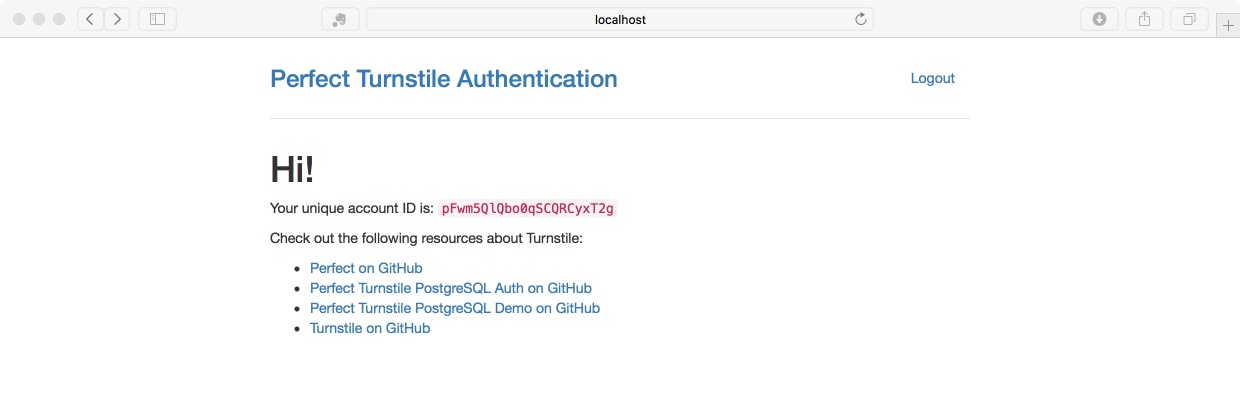 localhost
Perfect Turnstile Authentication
Logout
Hi!
Your unique account ID is: pFwm5QlQbo0qSCQRCyxT2g
Check out the following resources about Turnstile:
Perfect on GitHub
Perfect Turnstile PostgreSQL Auth on GitHub
Perfect Turnstile PostgreSQL Demo on GitHub
Turnstile on GitHub